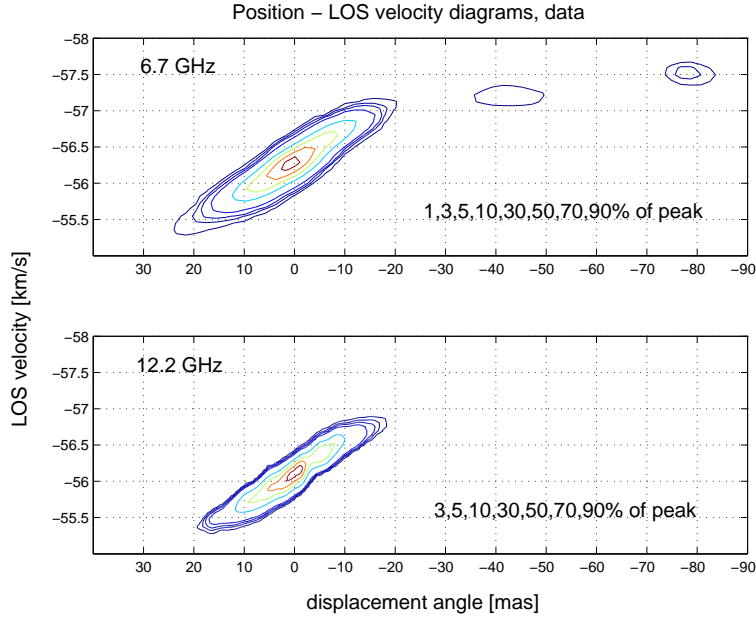 Position − LOS velocity diagrams, data
−58
−57.5
−57
−56.5
−56
−55.5
6.7 GHz
1,3,5,10,30,50,70,90% of peak
30 20 10 0 −10 −20 −30 −40 −50 −60 −70 −80 −90
LOS velocity [km/s]
−58
−57.5
−57
−56.5
−56
−55.5
12.2 GHz
3,5,10,30,50,70,90% of peak
30 20 10 0 −10 −20 −30 −40 −50 −60 −70 −80 −90
displacement angle [mas]